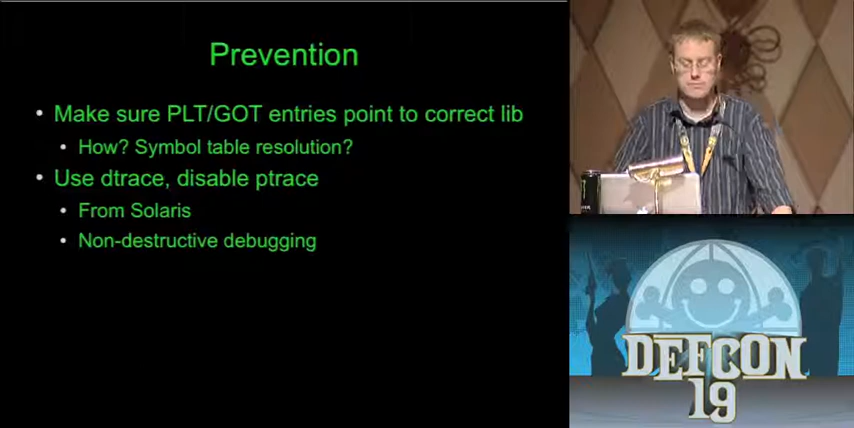 Prevention
• Make sure PLT/GOT entries point to correct lib
• How? Symbol table resolution?
• Use dtrace, disable ptrace
• From Solaris
• Non-destructive debugging
DEFCON
19